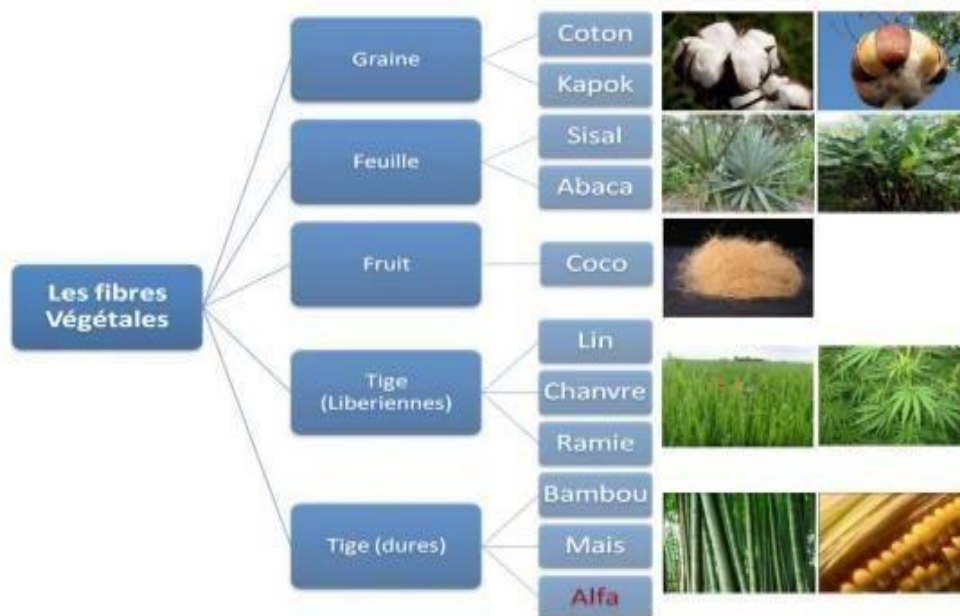 Les fibres
Végétales
Graine
Coton
Kapok
Feuille
Sisal
Abaca
Fruit
Coco
Tige
(Liberiennes)
Lin
Chanvre
Ramie
Tige (dures)
Bambou
Mais
Alfa